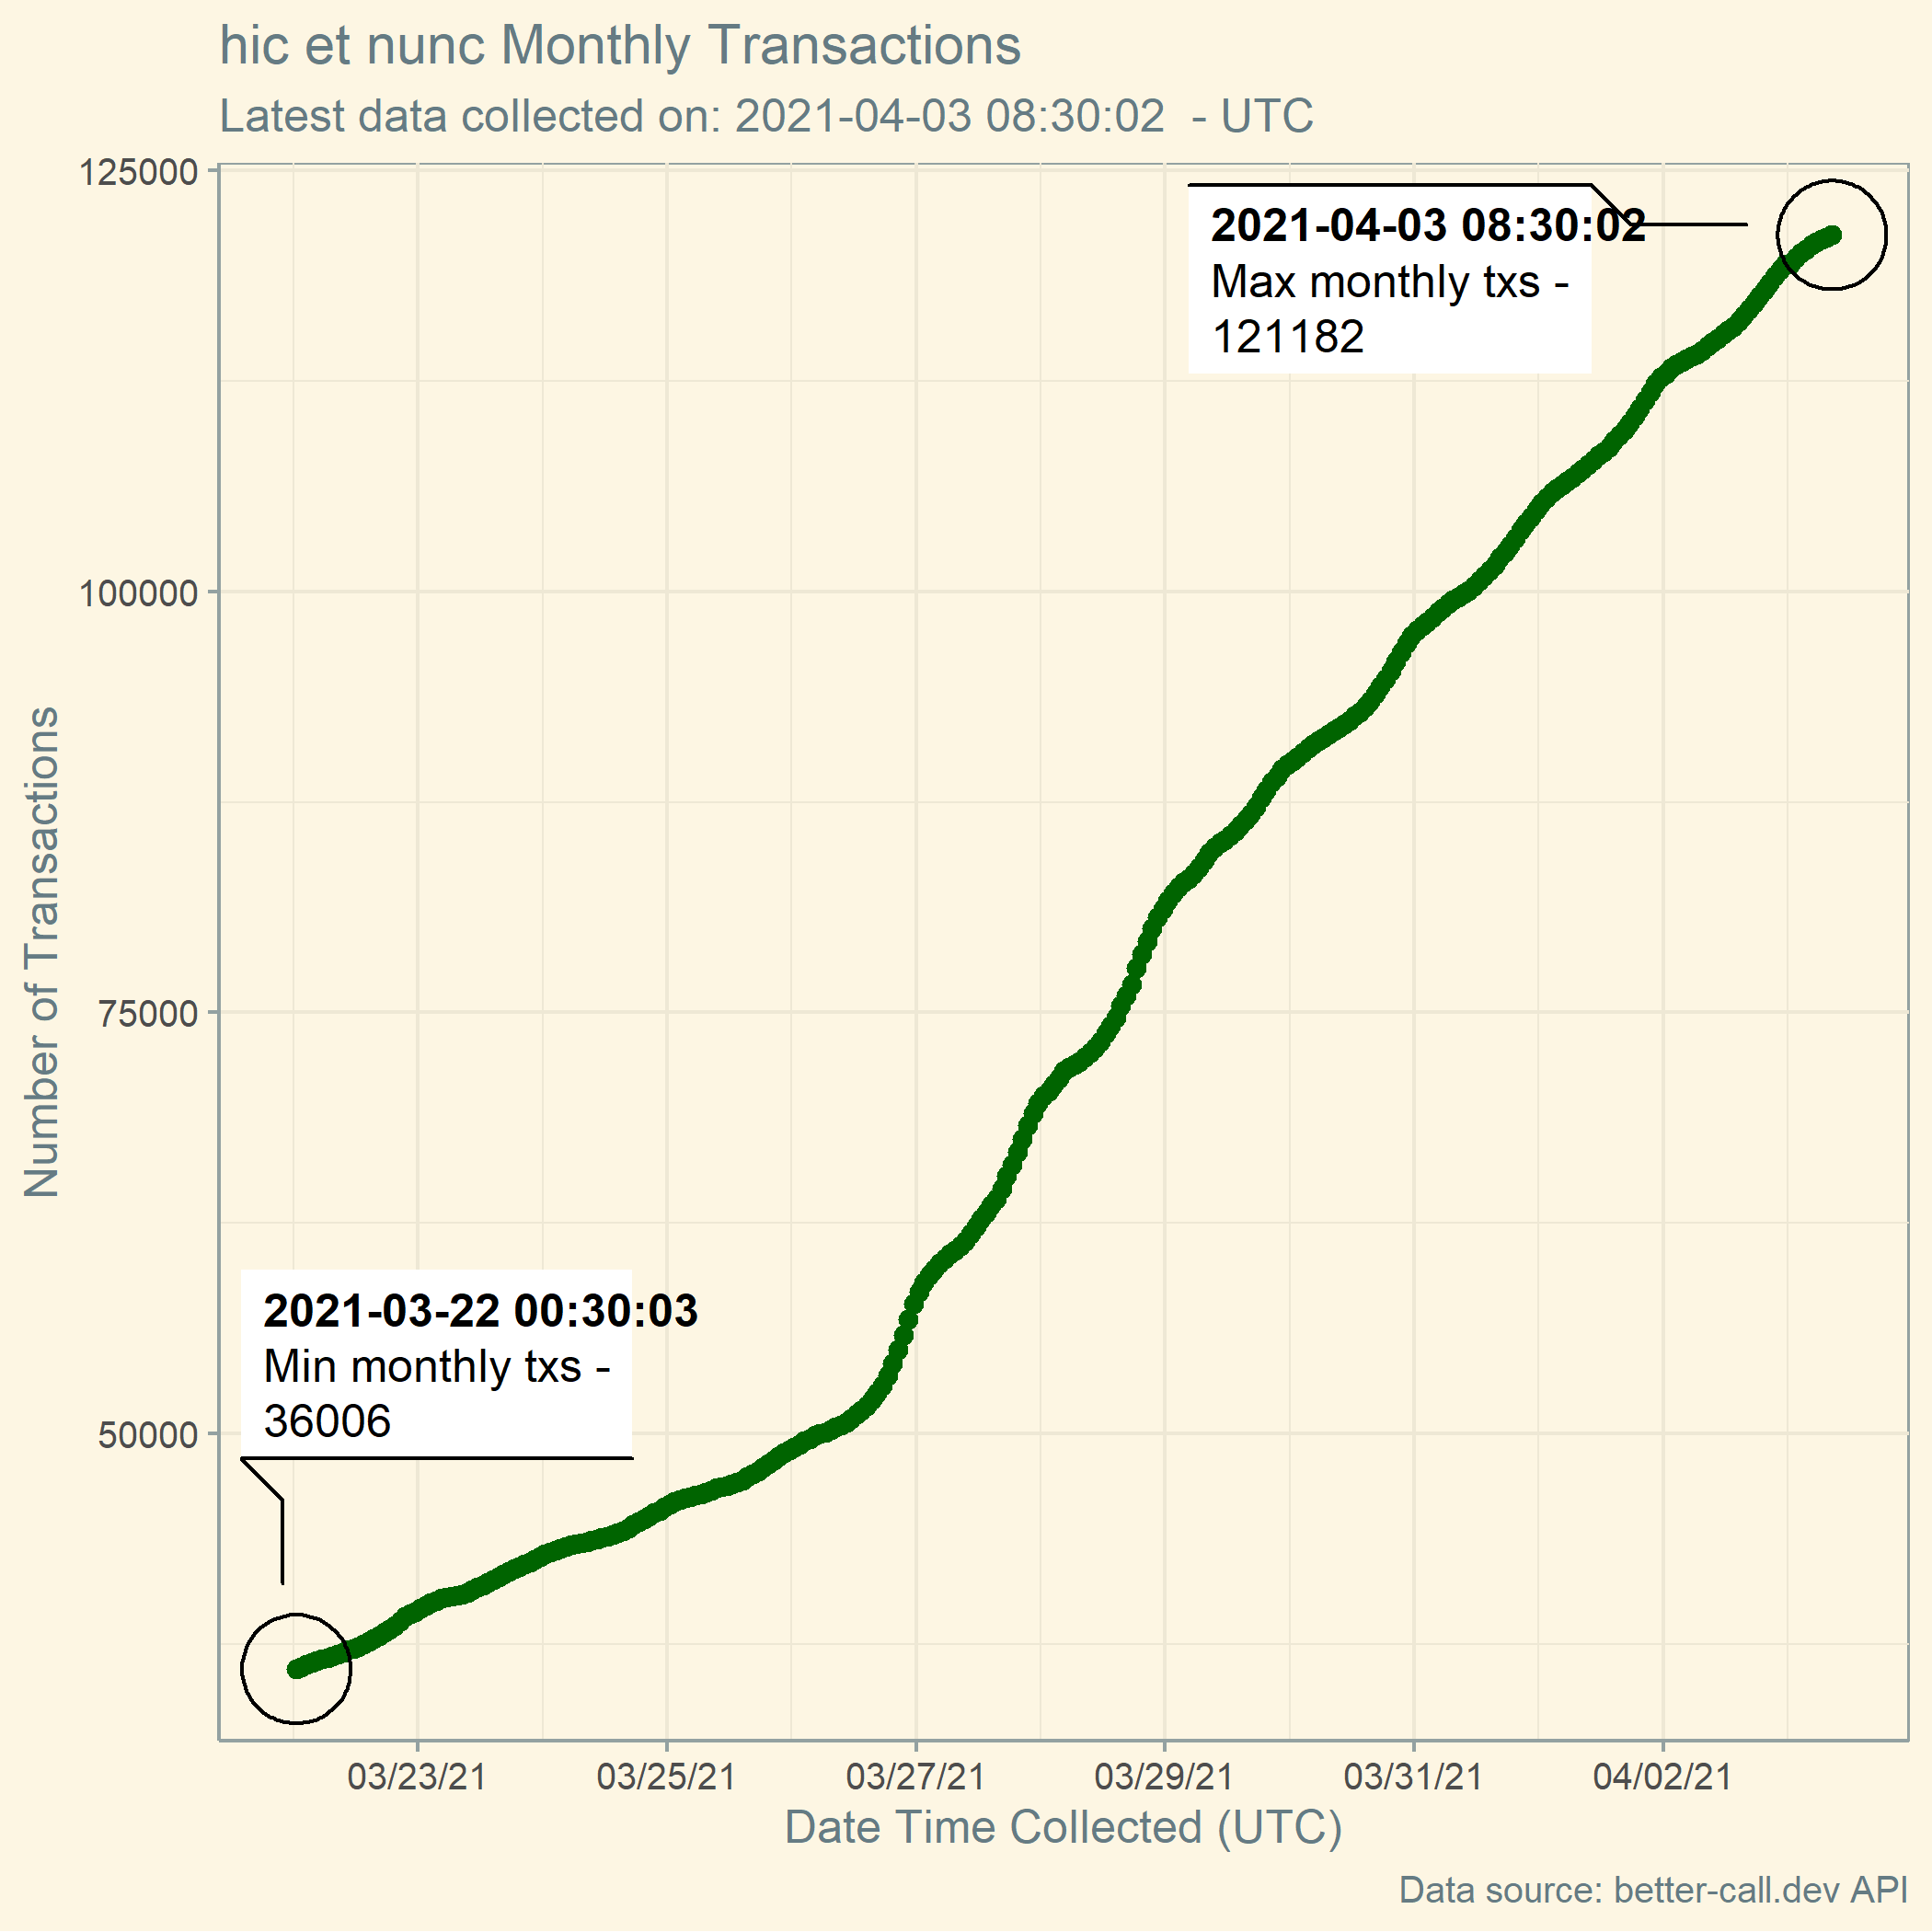 hic et nunc Monthly Transactions
Latest data collected on: 2021-04-03 08:30:02 - UTC
125000
100000
75000
50000
Number of Transactions
2021-04-03 08:30:02
Max monthly txs -
121182
2021-03-22 00:30:03
Min monthly txs -
36006
03/23/21
03/25/21
03/27/21
03/29/21
03/31/21
04/02/21
Date Time Collected (UTC)
Data source: better-call.dev API